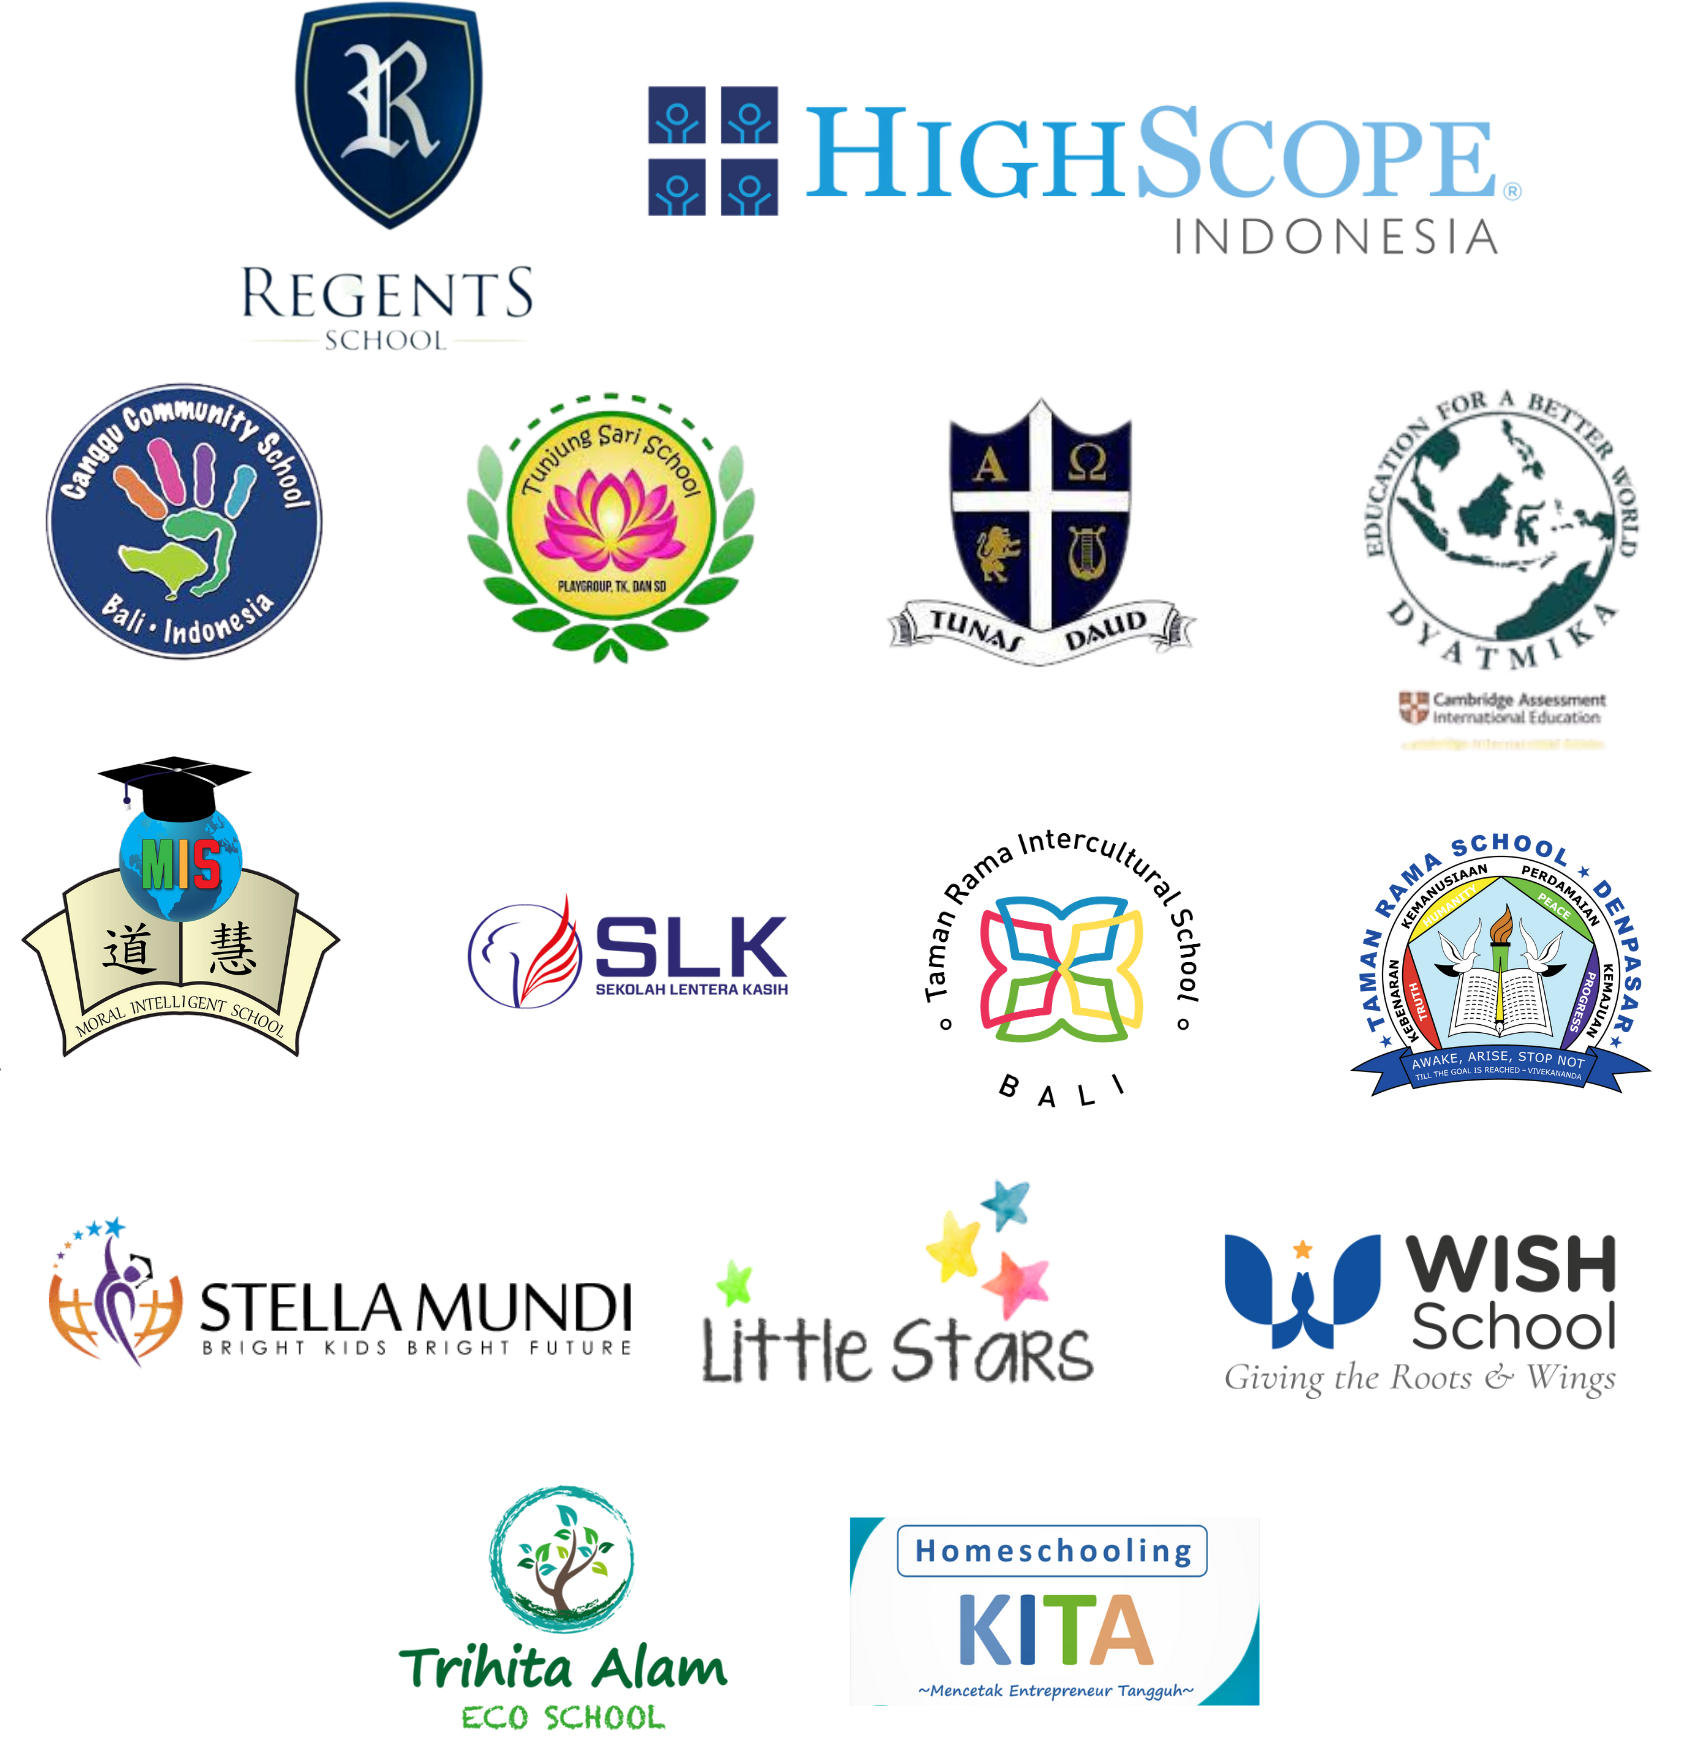 R
REGENTS
SCHOOL
HIGHSCOPE®
INDONESIA
Canggu Community School
Bali • Indonesia
Tunjung Sari School
PLAYGROUP, TK, DAN SD
Α Ω
TUNAS DAUD
EDUCATION FOR A BETTER WORLD
DYATMIKA
Cambridge Assessment
International Education
MIS
道 慧
MORAL INTELLIGENT SCHOOL
SLK
SEKOLAH LENTERA KASIH
Taman Rama Intercultural School
BALI
TAMAN RAMA SCHOOL ★ DENPASAR
KEBENARAN
KEMANUSIAAN
PERDAMAIAN
KEMAJUAN
TRUTH
HUMANITY
PEACE
PROGRESS
AWAKE, ARISE, STOP NOT
TILL THE GOAL IS REACHED – VIVEKANANDA
STELLA MUNDI
BRIGHT KIDS BRIGHT FUTURE
Little Stars
WISH
School
Giving the Roots & Wings
Trihita Alam
ECO SCHOOL
Homeschooling
KITA
~Mencetak Entrepreneur Tangguh~